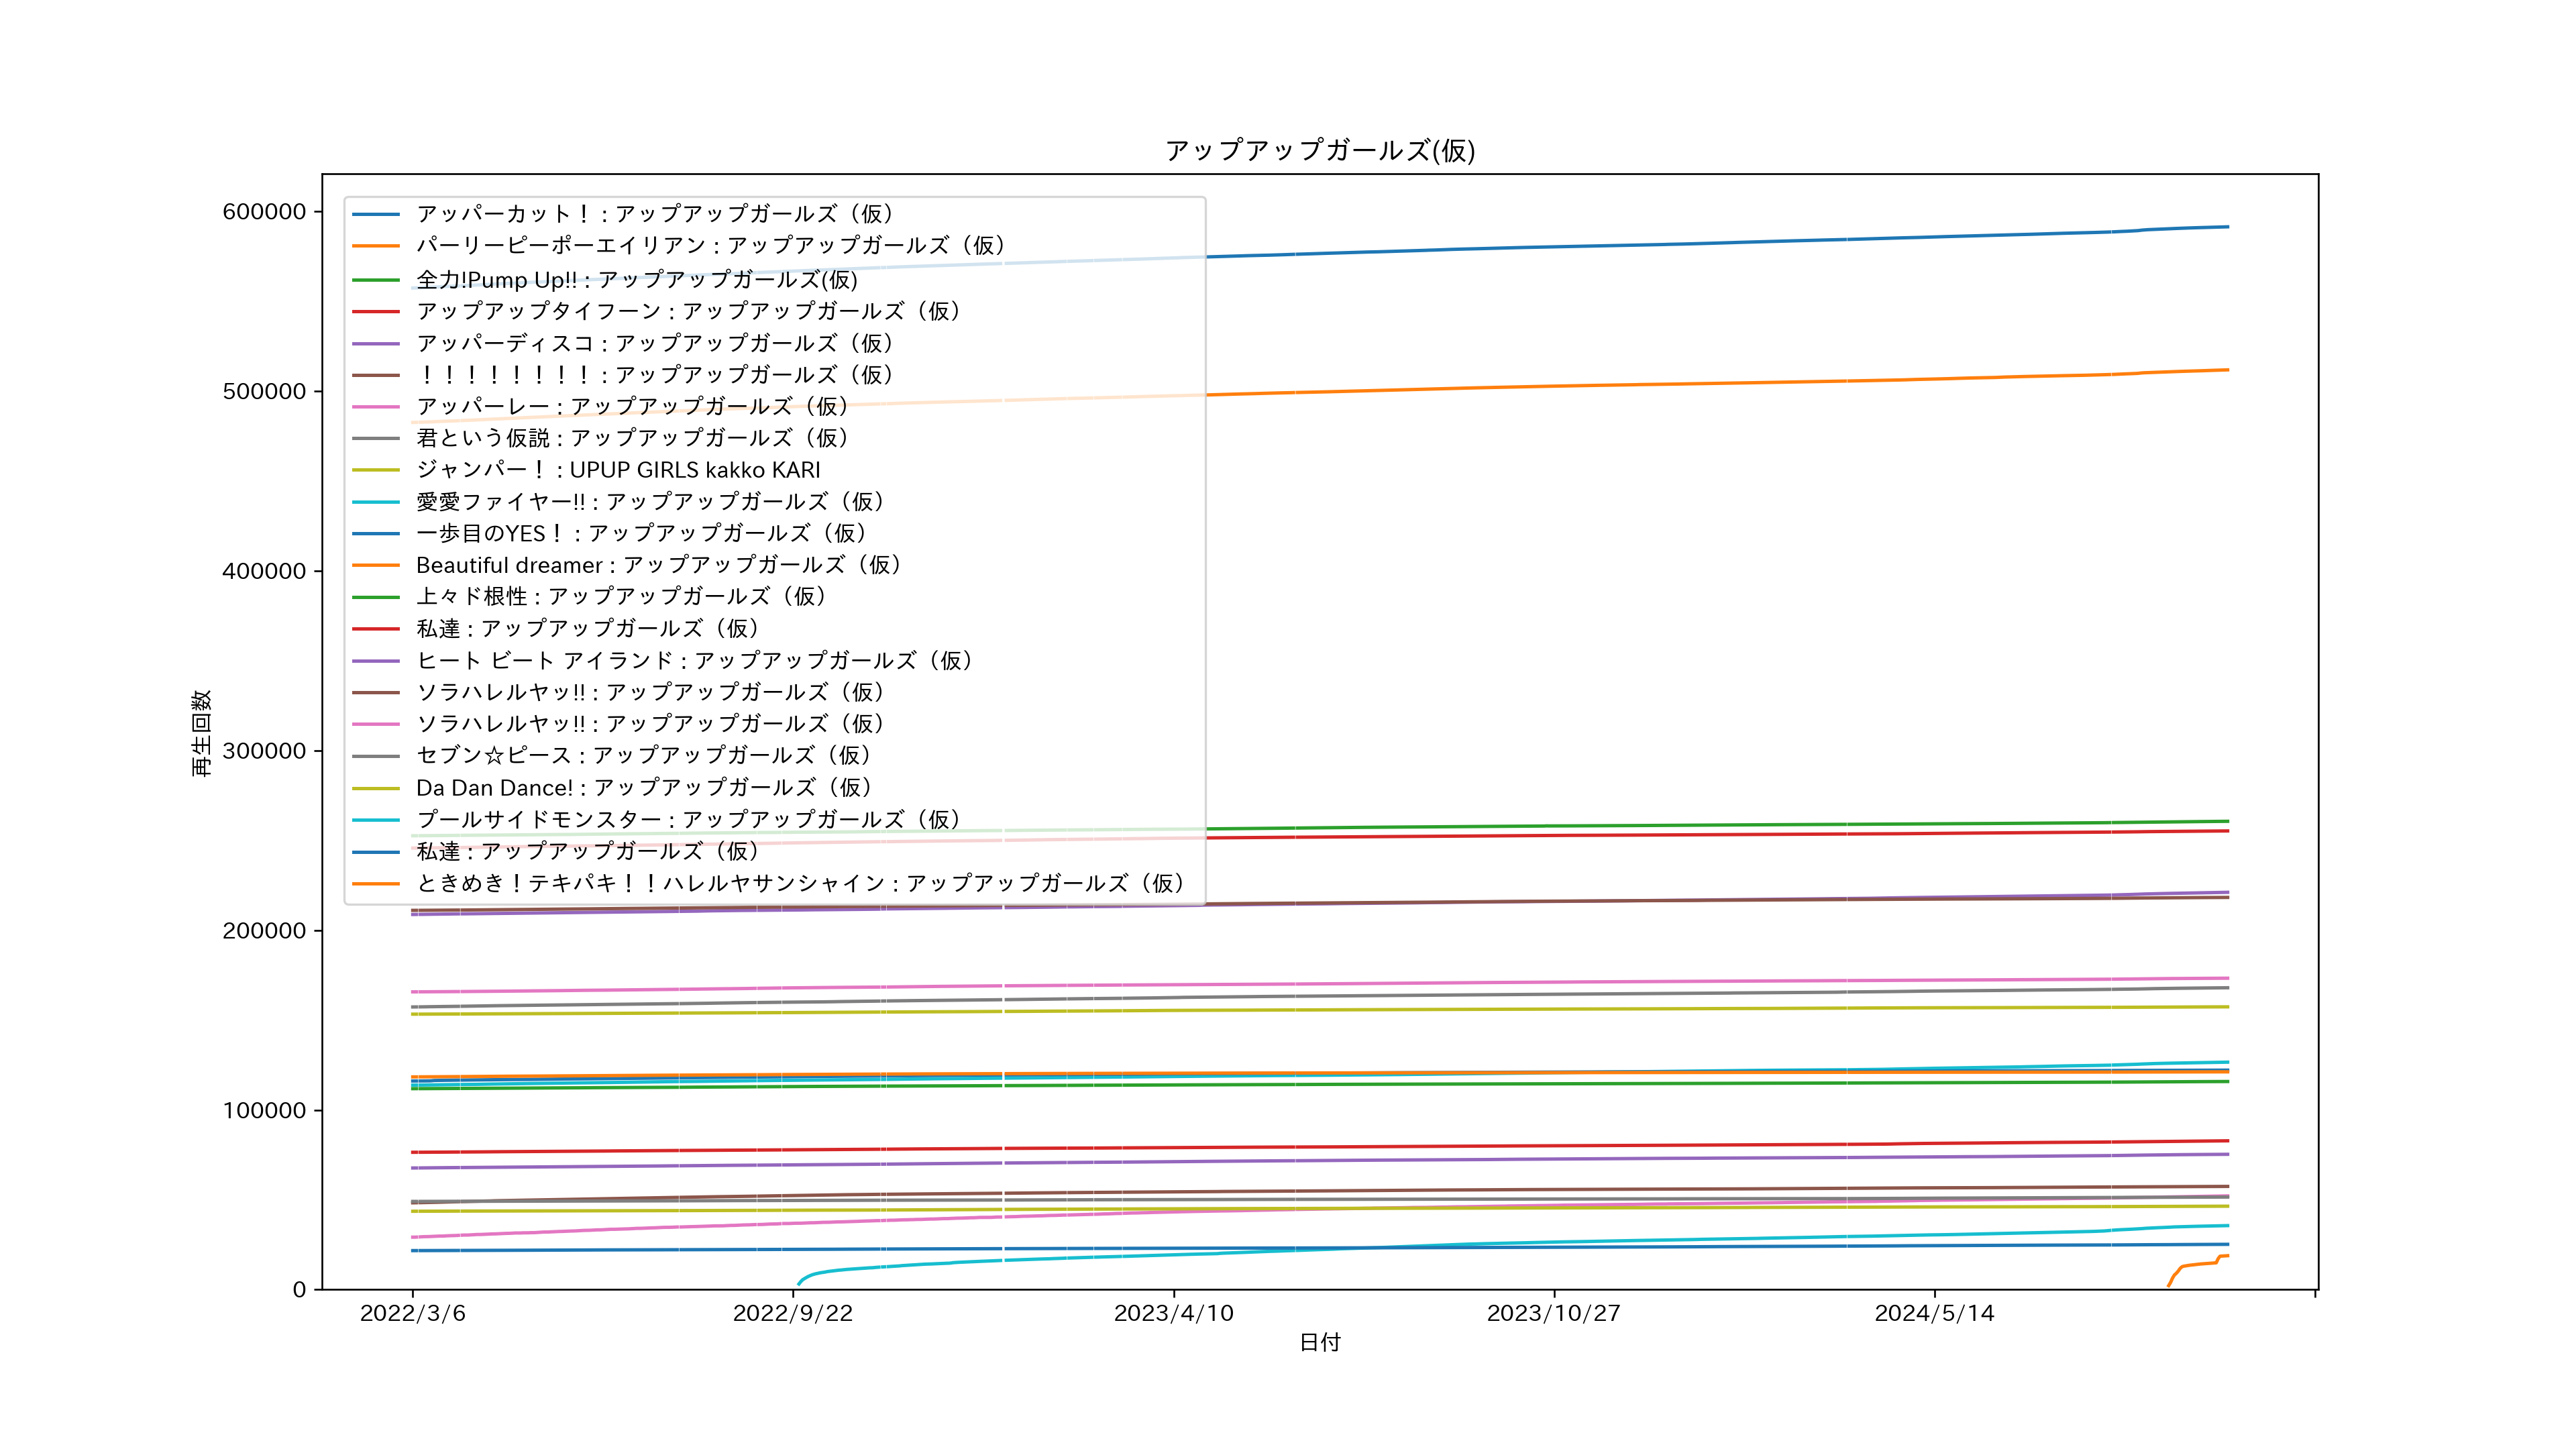 アップアップガールズ(仮)
600000
500000
400000
300000
200000
100000
0
再生回数
アッパーカット！ : アップアップガールズ（仮）
パーリーピーポーエイリアン : アップアップガールズ（仮）
全力!Pump Up!! : アップアップガールズ(仮)
アップアップタイフーン : アップアップガールズ（仮）
アッパーディスコ : アップアップガールズ（仮）
！！！！！！！！ : アップアップガールズ（仮）
アッパーレー : アップアップガールズ（仮）
君という仮説 : アップアップガールズ（仮）
ジャンパー！ : UPUP GIRLS kakko KARI
愛愛ファイヤー!! : アップアップガールズ（仮）
一歩目のYES！ : アップアップガールズ（仮）
Beautiful dreamer : アップアップガールズ（仮）
上々ド根性 : アップアップガールズ（仮）
私達 : アップアップガールズ（仮）
ヒート ビート アイランド : アップアップガールズ（仮）
ソラハレルヤッ!! : アップアップガールズ（仮）
ソラハレルヤッ!! : アップアップガールズ（仮）
セブン☆ピース : アップアップガールズ（仮）
Da Dan Dance! : アップアップガールズ（仮）
プールサイドモンスター : アップアップガールズ（仮）
私達 : アップアップガールズ（仮）
ときめき！テキパキ！！ハレルヤサンシャイン : アップアップガールズ（仮）
2022/3/6
2022/9/22
2023/4/10
2023/10/27
2024/5/14
日付